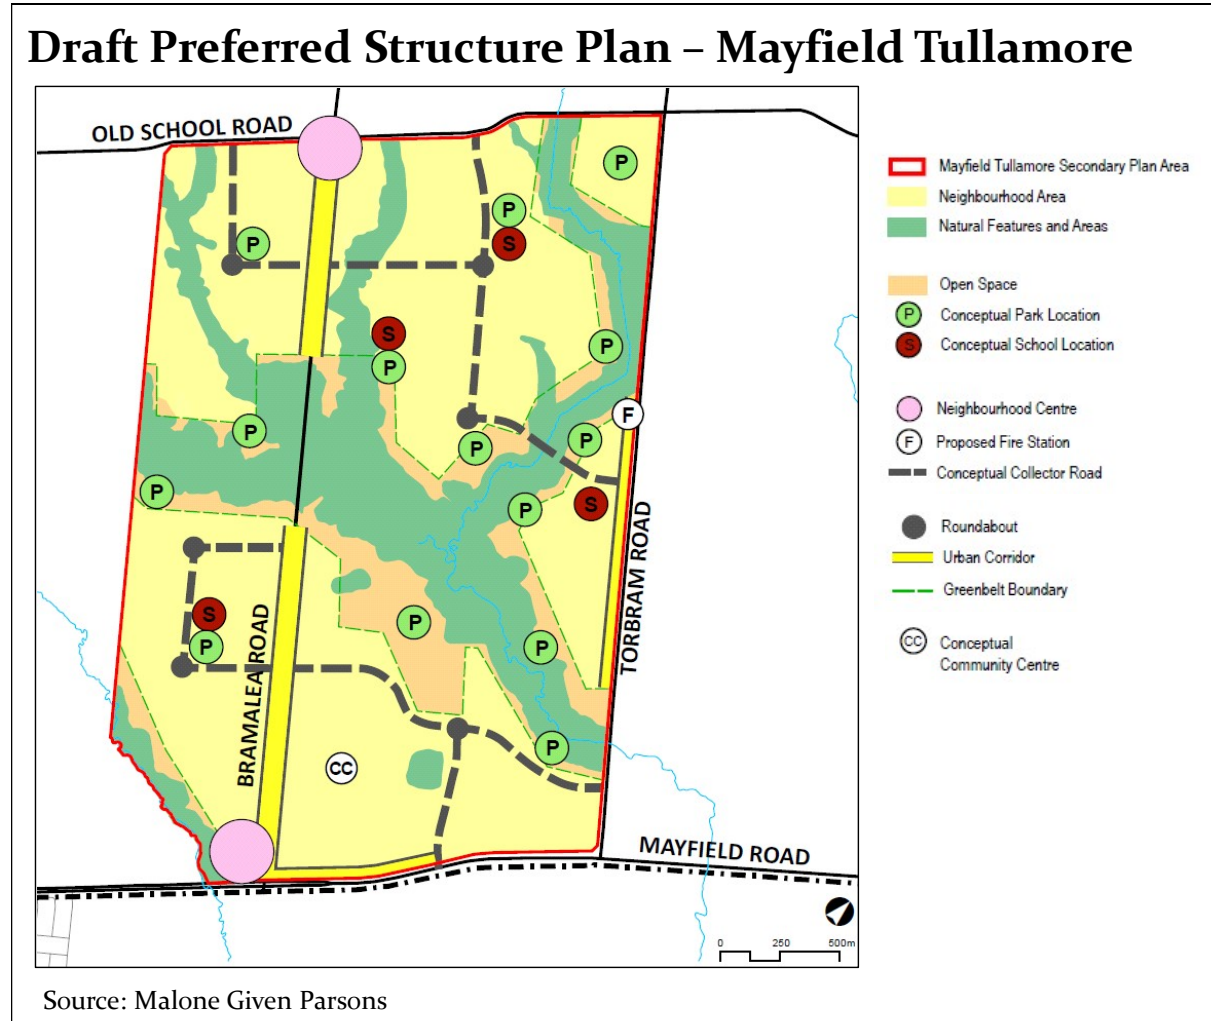 Draft Preferred Structure Plan – Mayfield Tullamore
OLD SCHOOL ROAD
P
P
P
S
S
P
P
F
P
P
P
P
P
S
S
P
P
P
P
CC
BRAMALEA ROAD
TORBRAM ROAD
MAYFIELD ROAD
0 250 500m
Mayfield Tullamore Secondary Plan Area
Neighbourhood Area
Natural Features and Areas
Open Space
P Conceptual Park Location
S Conceptual School Location
Neighbourhood Centre
F Proposed Fire Station
Conceptual Collector Road
Roundabout
Urban Corridor
Greenbelt Boundary
CC Conceptual
Community Centre
Source: Malone Given Parsons